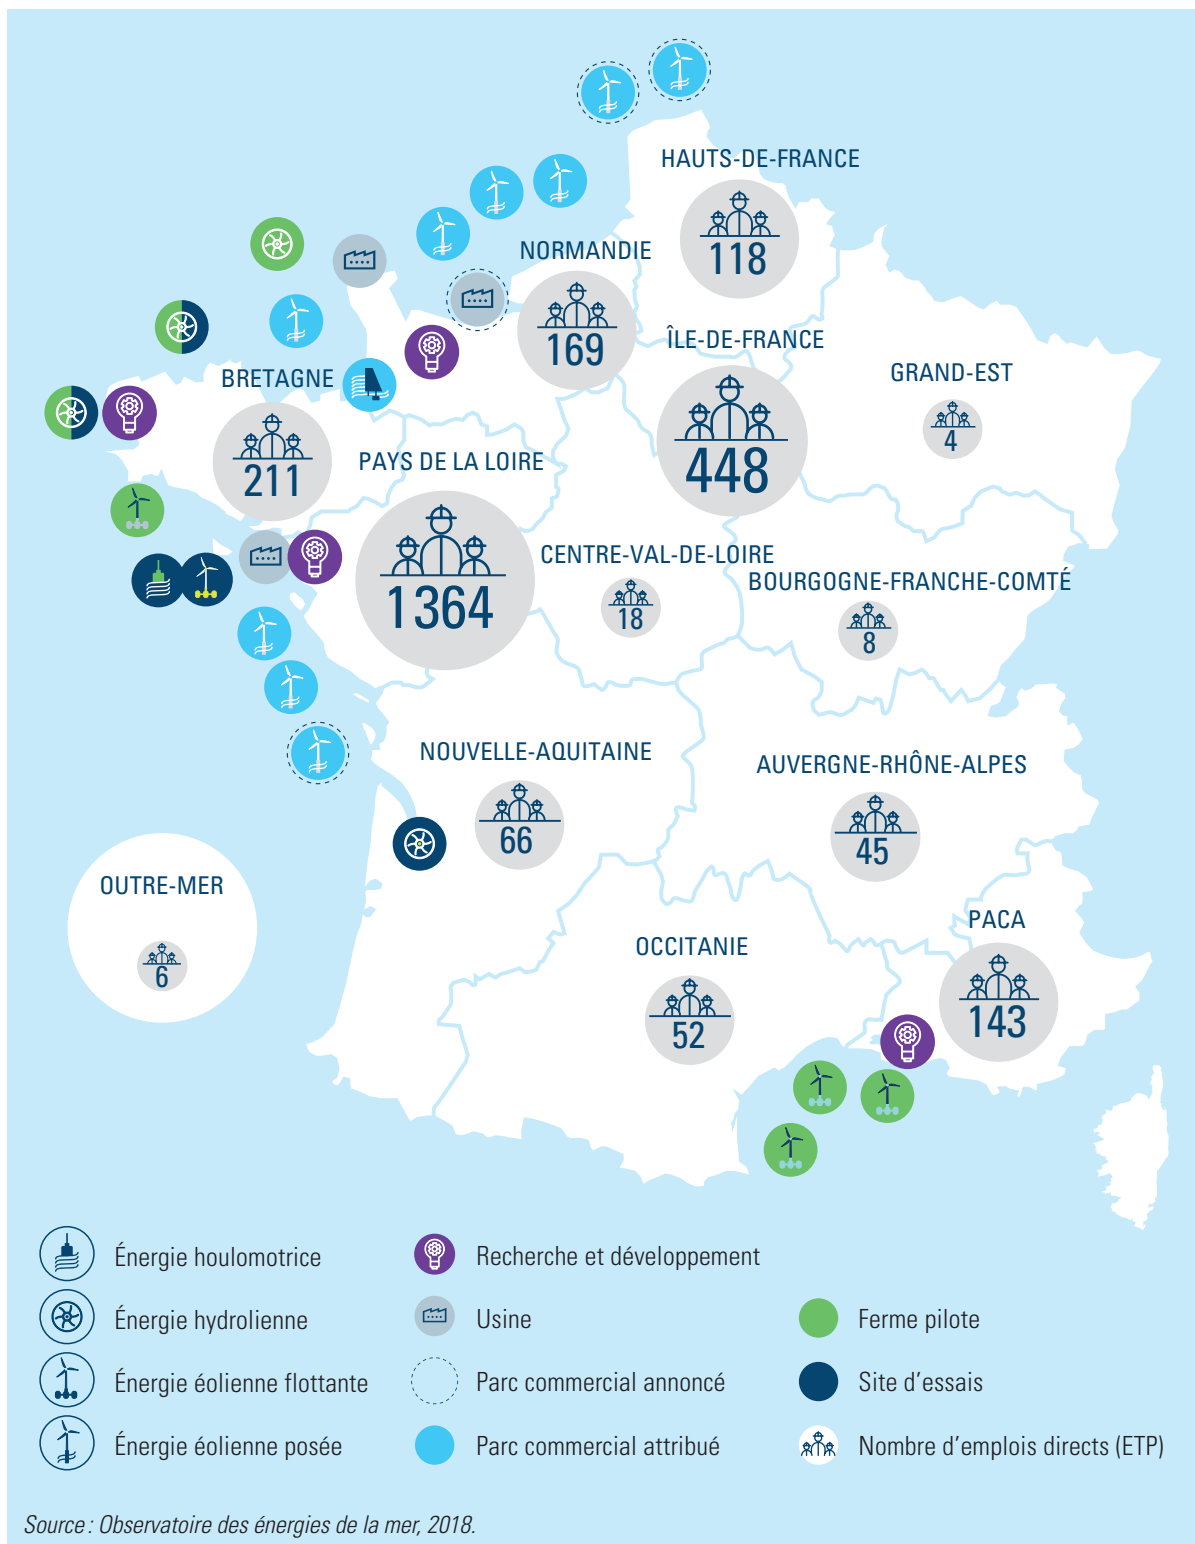 HAUTS-DE-FRANCE
118
NORMANDIE
169
ÎLE-DE-FRANCE
448
GRAND-EST
4
BRETAGNE
211
PAYS DE LA LOIRE
1364
CENTRE-VAL-DE-LOIRE
18
BOURGOGNE-FRANCHE-COMTÉ
8
NOUVELLE-AQUITAINE
66
AUVERGNE-RHÔNE-ALPES
45
OUTRE-MER
6
OCCITANIE
52
PACA
143
Énergie houlomotrice
Énergie hydrolienne
Énergie éolienne flottante
Énergie éolienne posée
Recherche et développement
Usine
Parc commercial annoncé
Parc commercial attribué
Ferme pilote
Site d'essais
Nombre d'emplois directs (ETP)
Source : Observatoire des énergies de la mer, 2018.